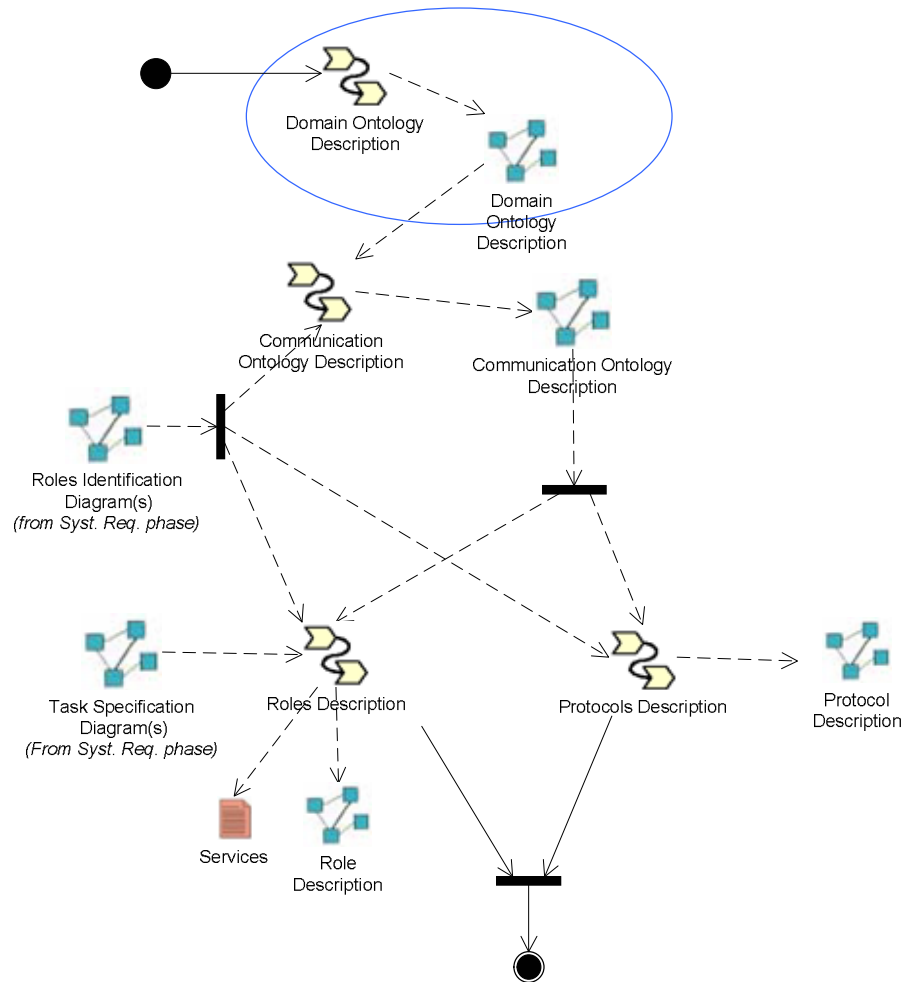 Domain Ontology
Description
Domain
Ontology
Description
Communication
Ontology Description
Communication Ontology
Description
Roles Identification
Diagram(s)
(from Syst. Req. phase)
Task Specification
Diagram(s)
(From Syst. Req. phase)
Roles Description
Protocols Description
Protocol
Description
Services
Role
Description